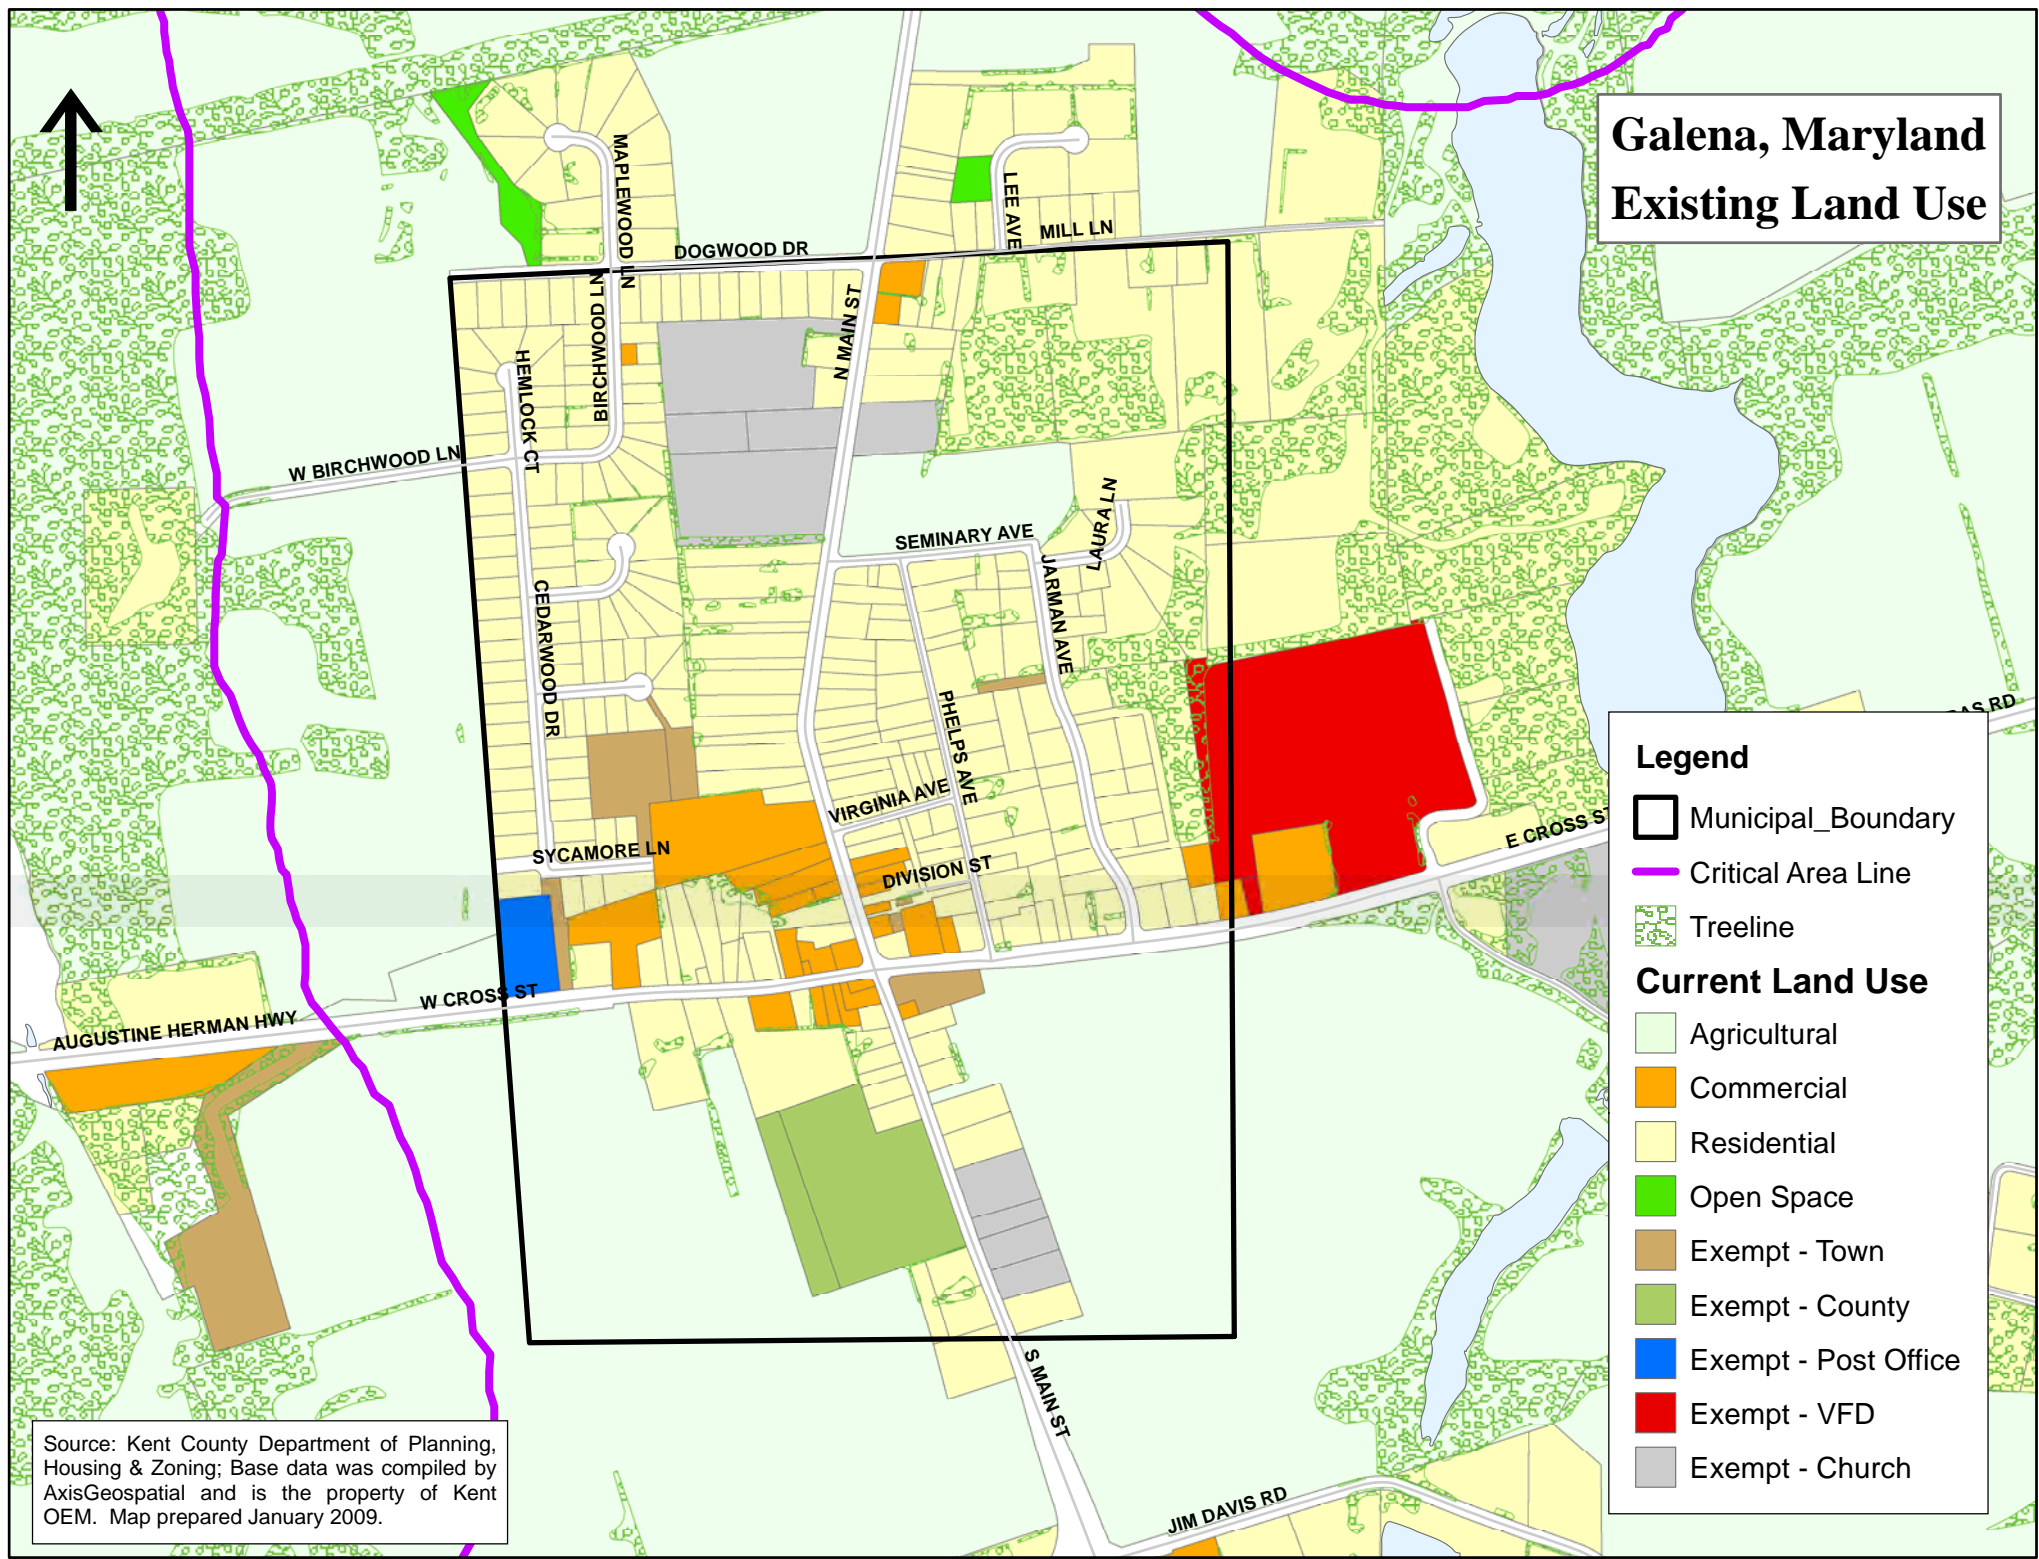 Galena, Maryland
Existing Land Use
MAPLEWOOD LN
LEE AVE
MILL LN
DOGWOOD DR
BIRCHWOOD LN
N MAIN ST
HEMLOCK CT
W BIRCHWOOD LN
LAURA LN
SEMINARY AVE
JARMAN AVE
CEDARWOOD DR
PHELPS AVE
VIRGINIA AVE
SYCAMORE LN
DIVISION ST
E CROSS ST
W CROSS ST
AUGUSTINE HERMAN HWY
S MAIN ST
JIM DAVIS RD
RD
Legend
Municipal_Boundary
Critical Area Line
Treeline
Current Land Use
Agricultural
Commercial
Residential
Open Space
Exempt - Town
Exempt - County
Exempt - Post Office
Exempt - VFD
Exempt - Church
Source: Kent County Department of Planning,
Housing & Zoning; Base data was compiled by
AxisGeospatial and is the property of Kent
OEM. Map prepared January 2009.